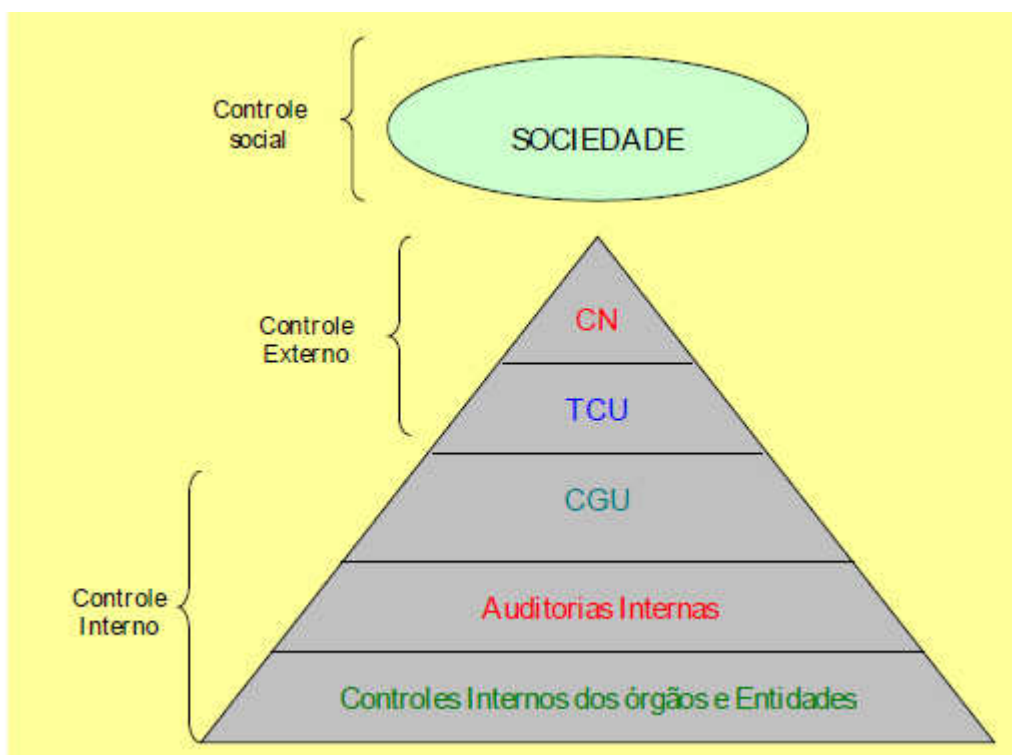 Controle
social
SOCIEDADE
Controle
Externo
CN
TCU
CGU
Controle
Interno
Auditorias Internas
Controles Internos dos órgãos e Entidades